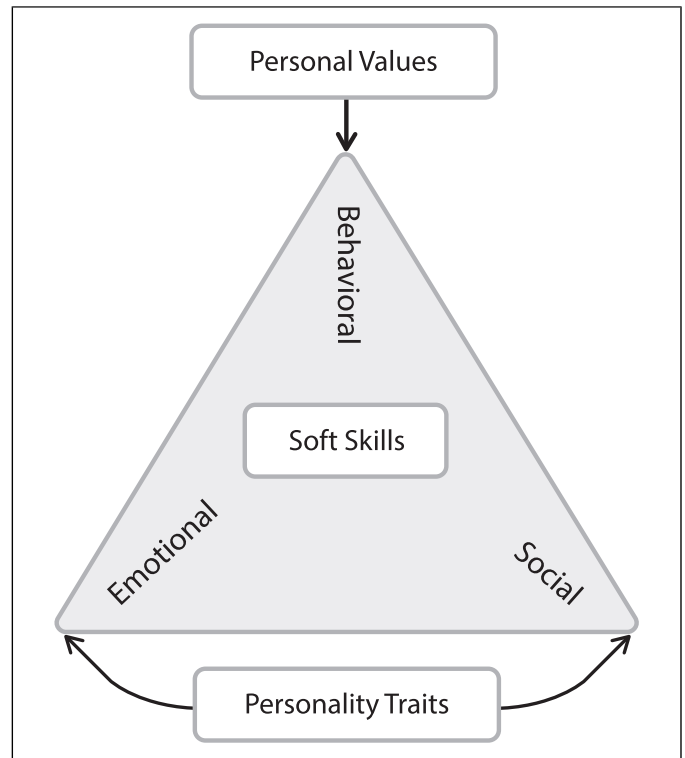 Personal Values
Behavioral
Soft Skills
Emotional
Social
Personality Traits